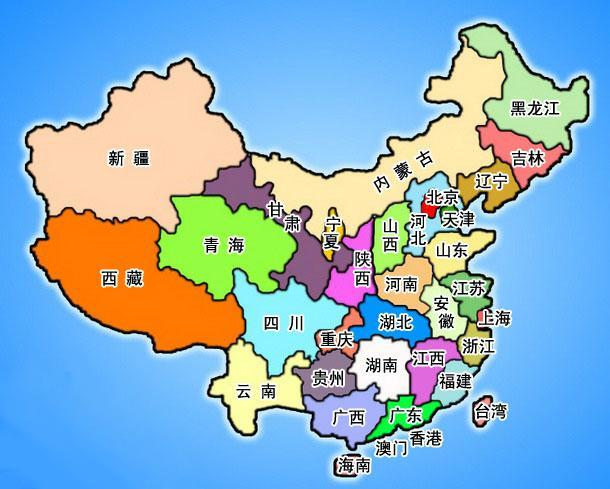 黑龙江
吉林
辽宁
内蒙古
新疆
北京
天津
甘肃
宁夏
山西
河北
山东
青海
陕西
西藏
河南
江苏
安徽
上海
四川
重庆
湖北
浙江
湖南
江西
云南
贵州
福建
广西
广东
台湾
香港
澳门
海南